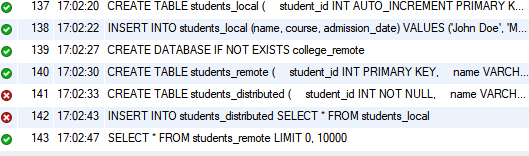 137 17:02:20 CREATE TABLE students_local ( student_id INT AUTO_INCREMENT PRIMARY K...
138 17:02:22 INSERT INTO students_local (name, course, admission_date) VALUES ('John Doe', 'M...
139 17:02:27 CREATE DATABASE IF NOT EXISTS college_remote
140 17:02:30 CREATE TABLE students_remote ( student_id INT PRIMARY KEY, name VARCH...
141 17:02:33 CREATE TABLE students_distributed ( student_id INT NOT NULL, name VARC...
142 17:02:43 INSERT INTO students_distributed SELECT * FROM students_local
143 17:02:47 SELECT * FROM students_remote LIMIT 0, 10000